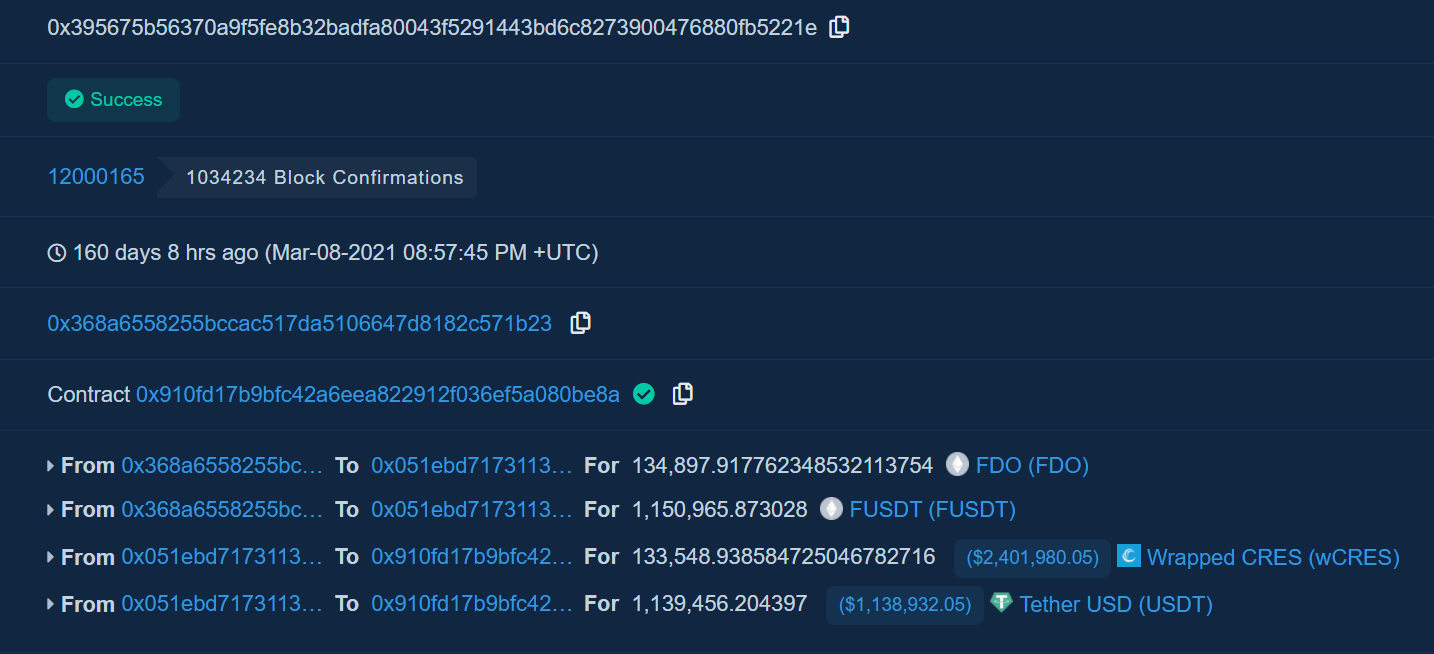 0x395675b56370a9f5fe8b32badfa80043f5291443bd6c8273900476880fb5221e
Success
12000165 1034234 Block Confirmations
160 days 8 hrs ago (Mar-08-2021 08:57:45 PM +UTC)
0x368a6558255bccac517da5106647d8182c571b23
Contract 0x910fd17b9bfc42a6eea822912f036ef5a080be8a
From 0x368a6558255bc... To 0x051ebd7173113... For 134,897.917762348532113754 FDO (FDO)
From 0x368a6558255bc... To 0x051ebd7173113... For 1,150,965.873028 FUSDT (FUSDT)
From 0x051ebd7173113... To 0x910fd17b9bfc42... For 133,548.938584725046782716 ($2,401,980.05) Wrapped CRES (wCRES)
From 0x051ebd7173113... To 0x910fd17b9bfc42... For 1,139,456.204397 ($1,138,932.05) Tether USD (USDT)